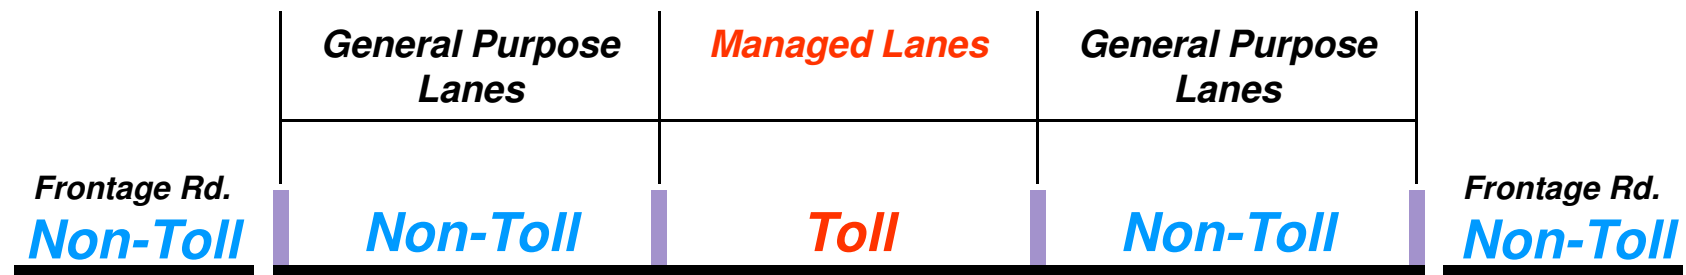 General Purpose
Lanes
Managed Lanes
General Purpose
Lanes
Frontage Rd.
Non-Toll
Non-Toll
Toll
Non-Toll
Frontage Rd.
Non-Toll